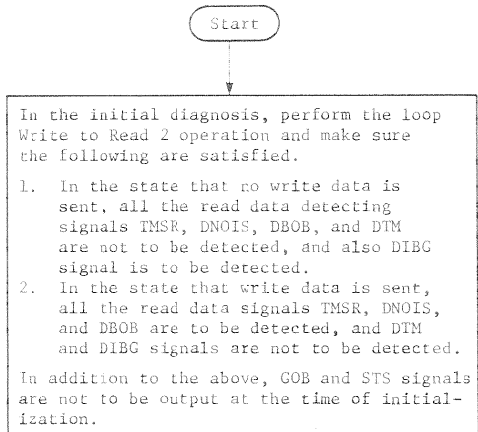 Start
In the initial diagnosis, perform the loop
Write to Read 2 operation and make sure
the following are satisfied.
1. In the state that no write data is
sent, all the read data detecting
signals TMSR, DNOIS, DBOB, and DTM
are not to be detected, and also DIBG
signal is to be detected.
2. In the state that write data is sent,
all the read data signals TMSR, DNOIS,
and DBOB are to be detected, and DTM
and DIBG signals are not to be detected.
In addition to the above, GOB and STS signals
are not to be output at the time of initial-
ization.